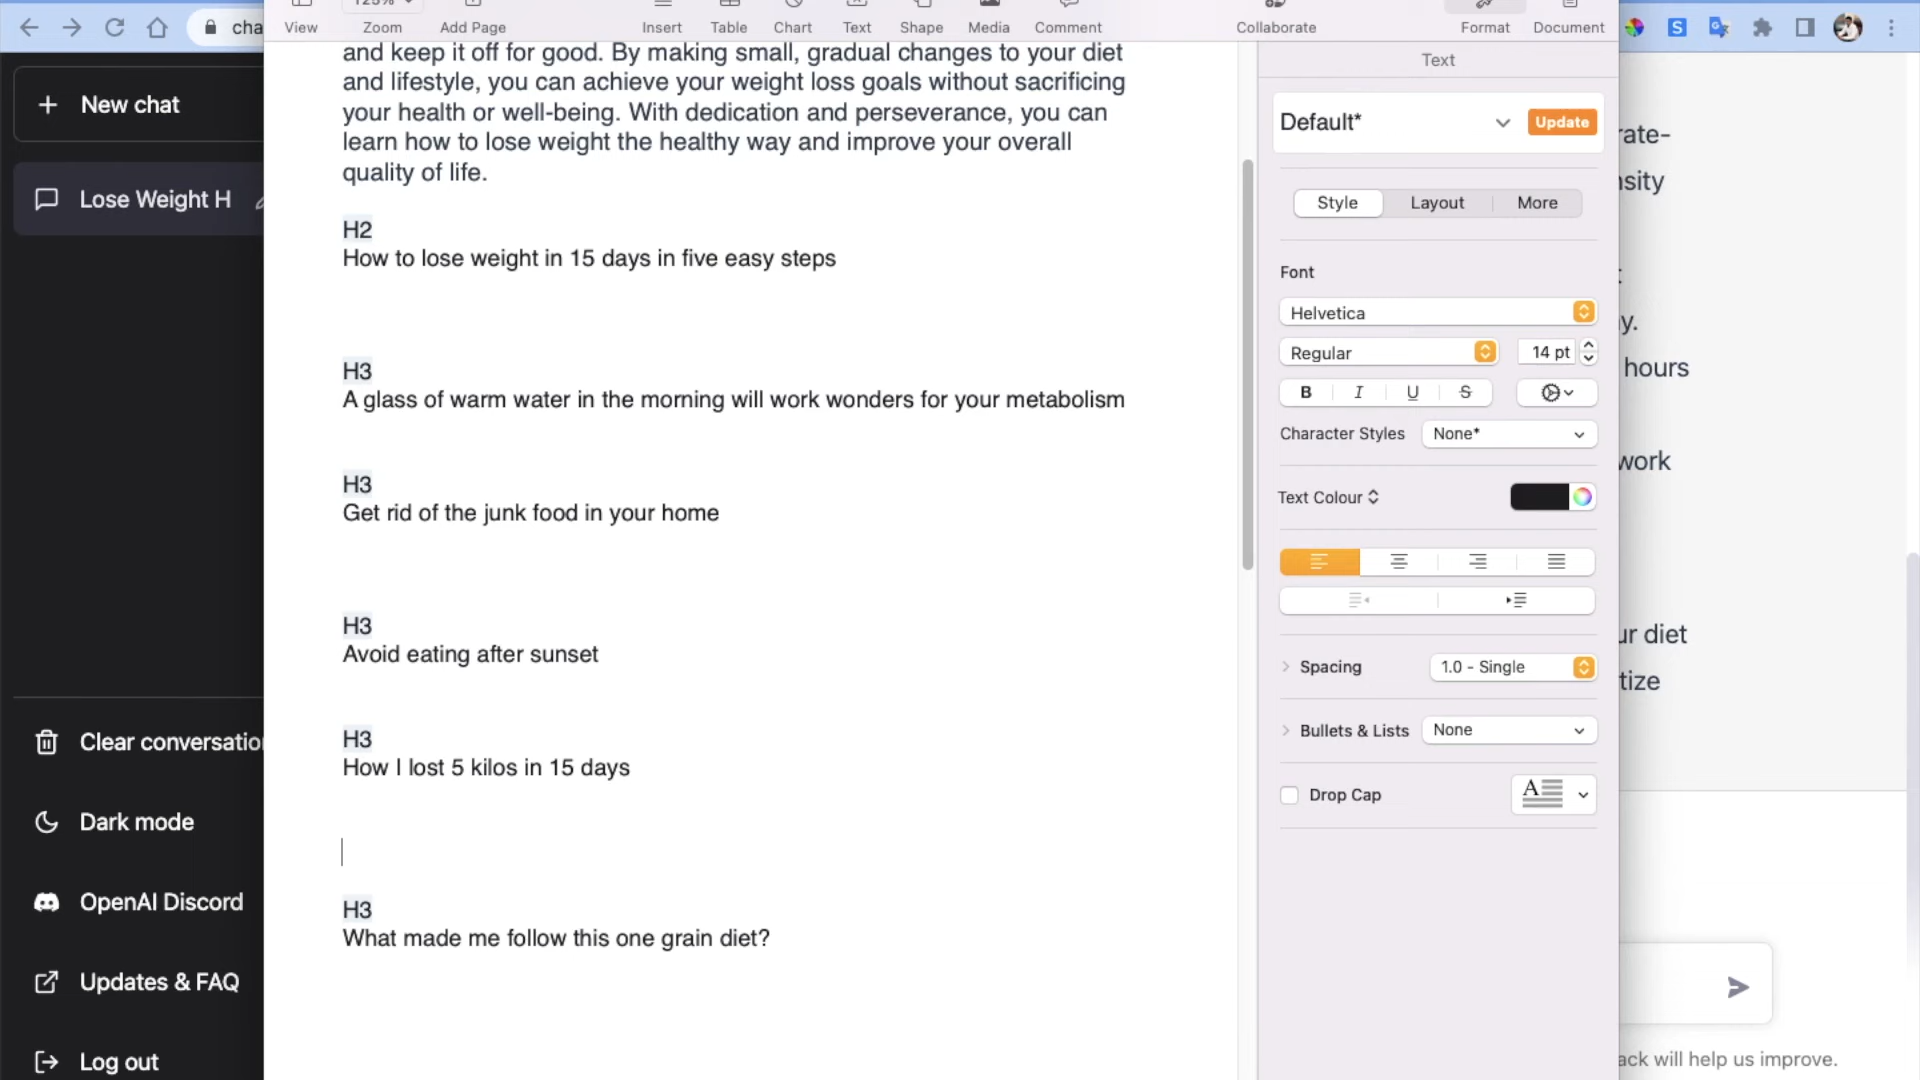 125%
View
Zoom
Add Page
Insert
Table
Chart
Text
Shape
Media
Comment
Collaborate
Format
Document
cha
New chat
Lose Weight H
Clear conversation
Dark mode
OpenAI Discord
Updates & FAQ
Log out
and keep it off for good. By making small, gradual changes to your diet
and lifestyle, you can achieve your weight loss goals without sacrificing
your health or well-being. With dedication and perseverance, you can
learn how to lose weight the healthy way and improve your overall
quality of life.
H2
How to lose weight in 15 days in five easy steps
H3
A glass of warm water in the morning will work wonders for your metabolism
H3
Get rid of the junk food in your home
H3
Avoid eating after sunset
H3
How I lost 5 kilos in 15 days
H3
What made me follow this one grain diet?
Text
Default*
Update
Style
Layout
More
Font
Helvetica
Regular
14 pt
B I U S
Character Styles
None*
Text Colour
Spacing
1.0 - Single
Bullets & Lists
None
Drop Cap
A
rate-
nsity
y.
hours
work
ur diet
tize
ack will help us improve.